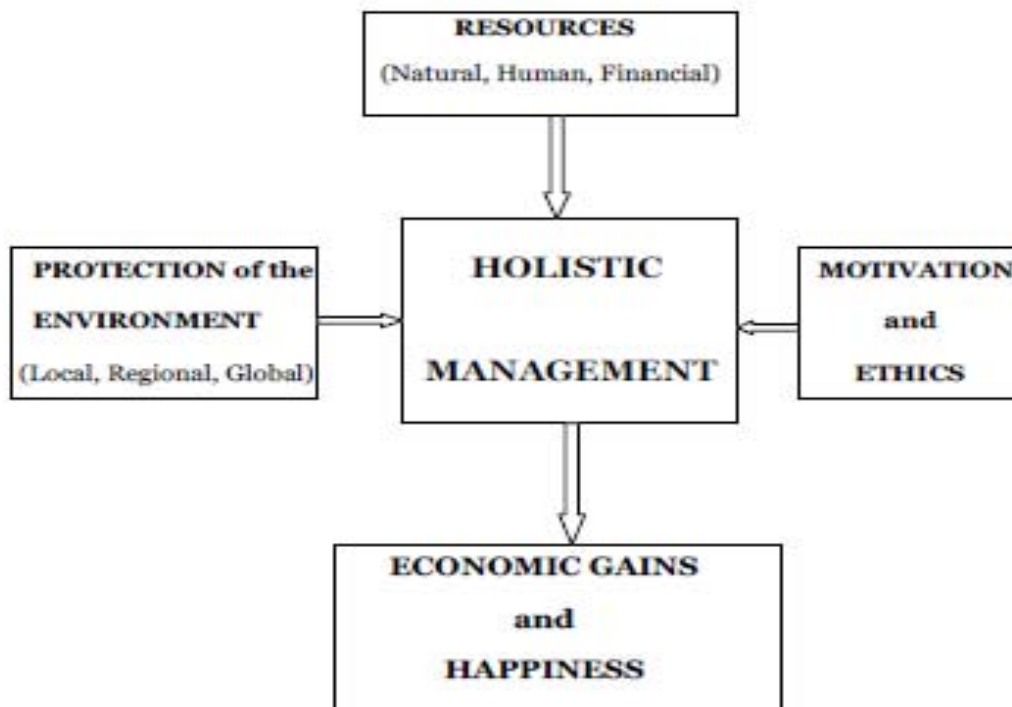 RESOURCES
(Natural, Human, Financial)
PROTECTION of the
ENVIRONMENT
(Local, Regional, Global)
HOLISTIC
MANAGEMENT
MOTIVATION
and
ETHICS
ECONOMIC GAINS
and
HAPPINESS